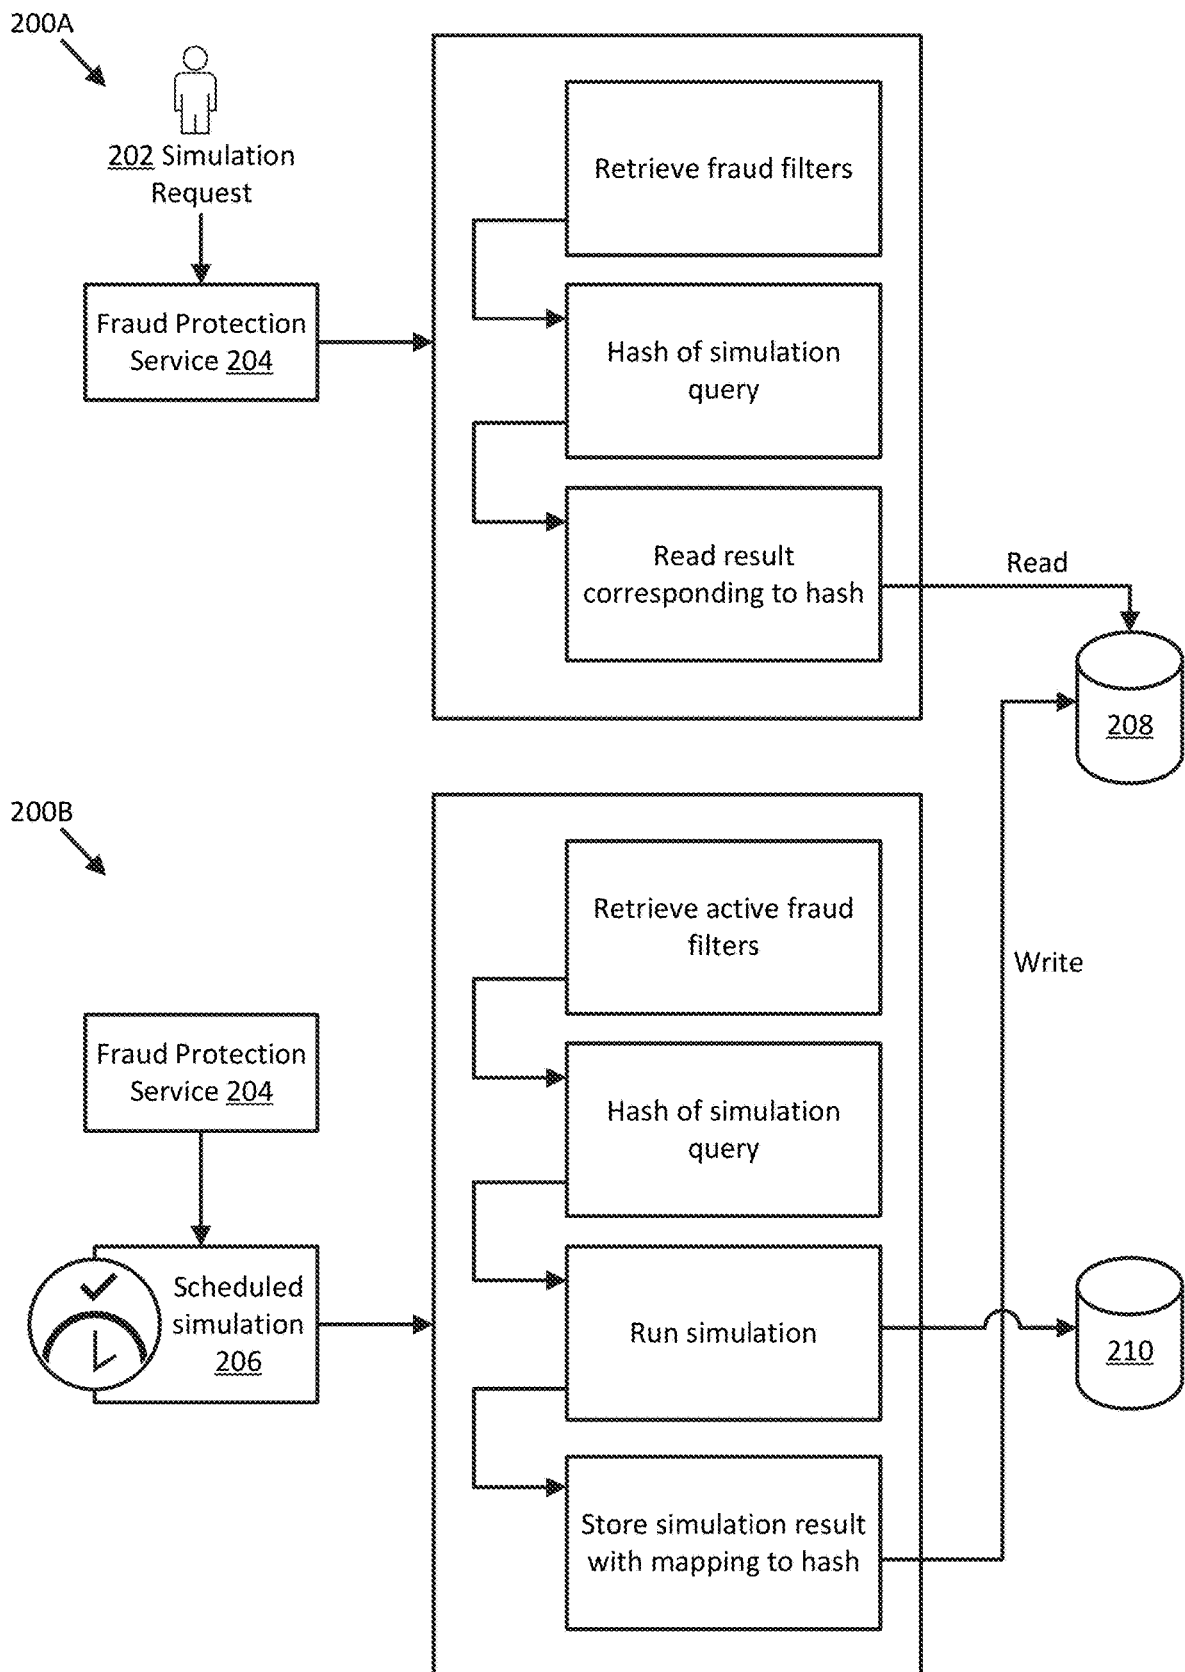 200A
202 Simulation
Request
Fraud Protection
Service 204
Retrieve fraud filters
Hash of simulation
query
Read result
corresponding to hash
Read
208
200B
Fraud Protection
Service 204
Scheduled
simulation
206
Retrieve active fraud
filters
Hash of simulation
query
Run simulation
Store simulation result
with mapping to hash
Write
210